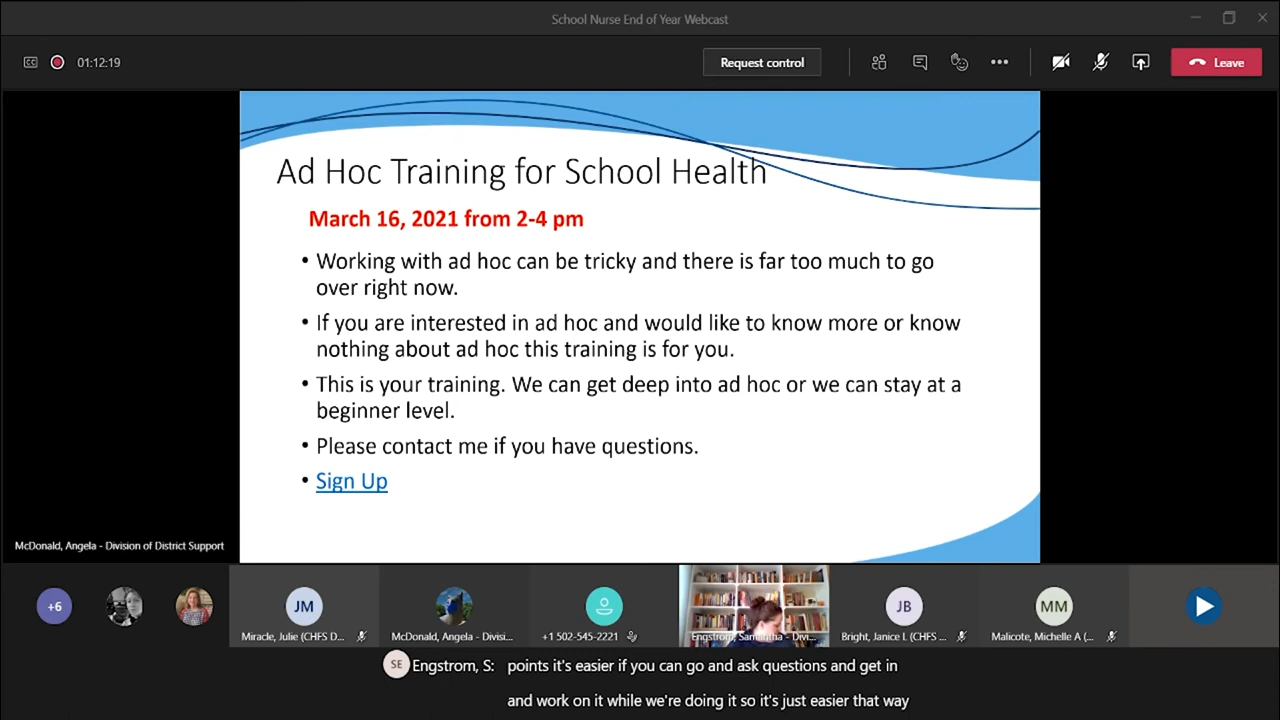 School Nurse End of Year Webcast
CC
01:12:19
Request control
Leave
Ad Hoc Training for School Health
March 16, 2021 from 2-4 pm
• Working with ad hoc can be tricky and there is far too much to go
over right now.
• If you are interested in ad hoc and would like to know more or know
nothing about ad hoc this training is for you.
• This is your training. We can get deep into ad hoc or we can stay at a
beginner level.
• Please contact me if you have questions.
• Sign Up
McDonald, Angela - Division of District Support
+6
JM
JB
MM
Miracle, Julie (CHFS D...
McDonald, Angela - Divisi...
+1 502-545-2221
Engstrom, Samantha - Divi...
Bright, Janice L (CHFS ...
Malicote, Michelle A (...
SE
Engstrom, S: points it's easier if you can go and ask questions and get in
and work on it while we're doing it so it's just easier that way